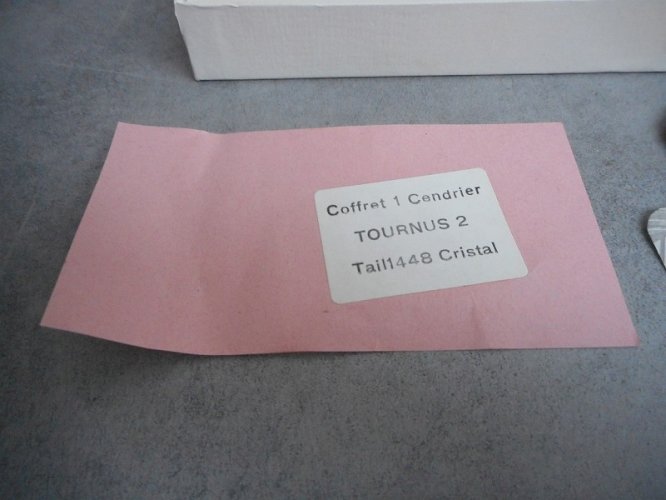 Coffret 1 Cendrier
TOURNUS 2
Tail1448 Cristal